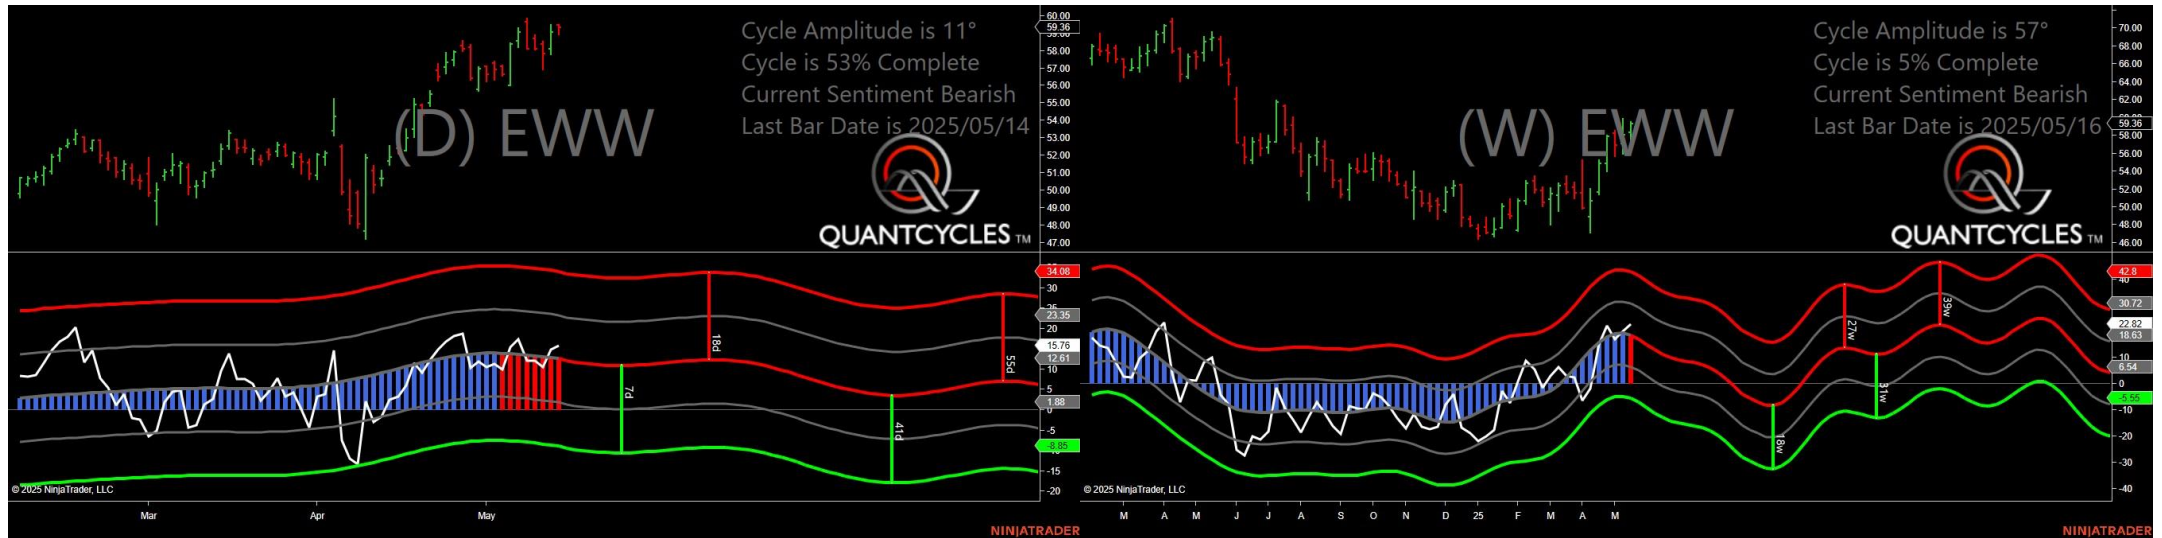 Cycle Amplitude is 11°
Cycle is 53% Complete
Current Sentiment Bearish
Last Bar Date is 2025/05/14
(D) EWW
QUANTCYCLES TM
60.00
59.36
58.00
57.00
56.00
55.00
54.00
53.00
52.00
51.00
50.00
49.00
48.00
47.00
34.08
30
23.35
20
15.76
12.61
10
5
1.88
0
-5
-8.85
-15
-20
7d
18d
41d
55d
© 2025 NinjaTrader, LLC
Mar
Apr
May
NINJATRADER
Cycle Amplitude is 57°
Cycle is 5% Complete
Current Sentiment Bearish
Last Bar Date is 2025/05/16
(W) EWW
QUANTCYCLES TM
70.00
68.00
66.00
64.00
62.00
59.36
58.00
56.00
54.00
52.00
50.00
48.00
46.00
42.8
40
30.72
22.82
18.63
10
6.54
0
-5.55
-10
-20
-30
-40
18w
27w
31w
39w
© 2025 NinjaTrader, LLC
M A M J J A S O N D 25 F M A M
NINJATRADER